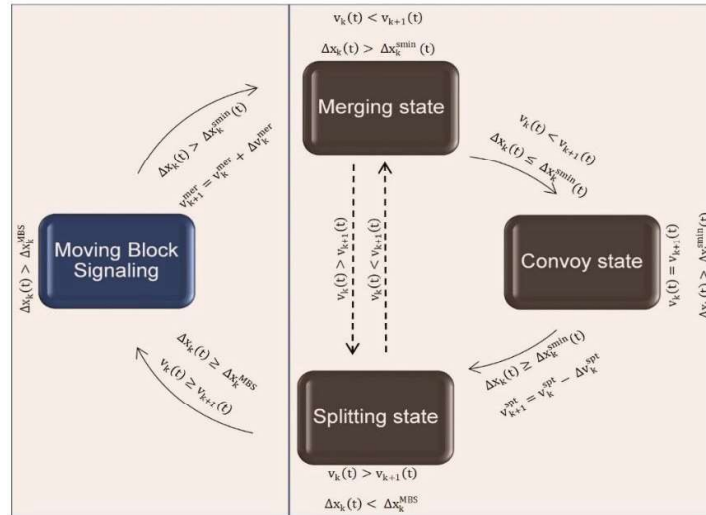 v_k(t) < v_{k+1}(t)
Δx_k(t) > Δx_k^{smin}(t)
Merging state
Δx_k(t) > Δx_k^{smin}(t)
v_{k+1}^{mer} = v_k^{mer} + Δv_k^{mer}
v_k(t) < v_{k+1}(t)
Δx_k(t) ≤ Δx_k^{smin}(t)
Δx_k(t) > Δx_k^{MBS}
Moving Block
Signaling
v_k(t) > v_{k+1}(t)
v_k(t) < v_{k+1}(t)
Convoy state
v_k(t) = v_{k+1}(t)
Δx_k(t) ≥ Δx_k^{smin}(t)
Δx_k(t) ≥ Δx_k^{MBS}
v_k(t) ≥ v_{k+z}(t)
Δx_k(t) ≥ Δx_k^{smin}(t)
v_{k+1}^{spt} = v_k^{spt} − Δv_k^{spt}
Splitting state
v_k(t) > v_{k+1}(t)
Δx_k(t) < Δx_k^{MBS}